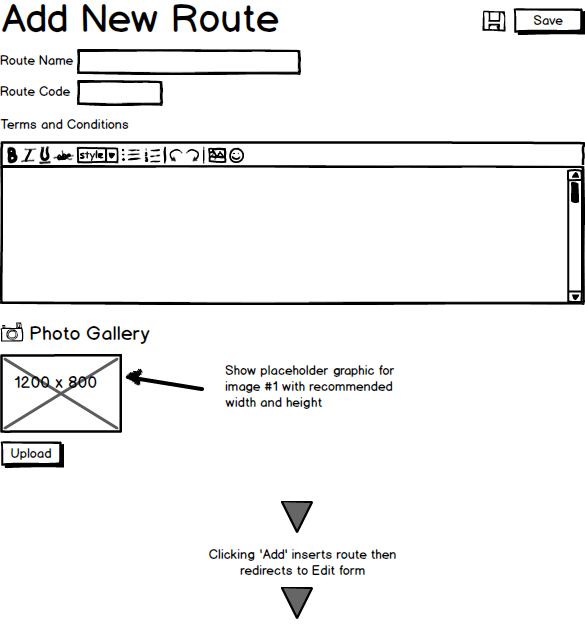 Add New Route
Save
Route Name
Route Code
Terms and Conditions
B I U abc style
Photo Gallery
1200 x 800
Show placeholder graphic for
image #1 with recommended
width and height
Upload
Clicking 'Add' inserts route then
redirects to Edit form